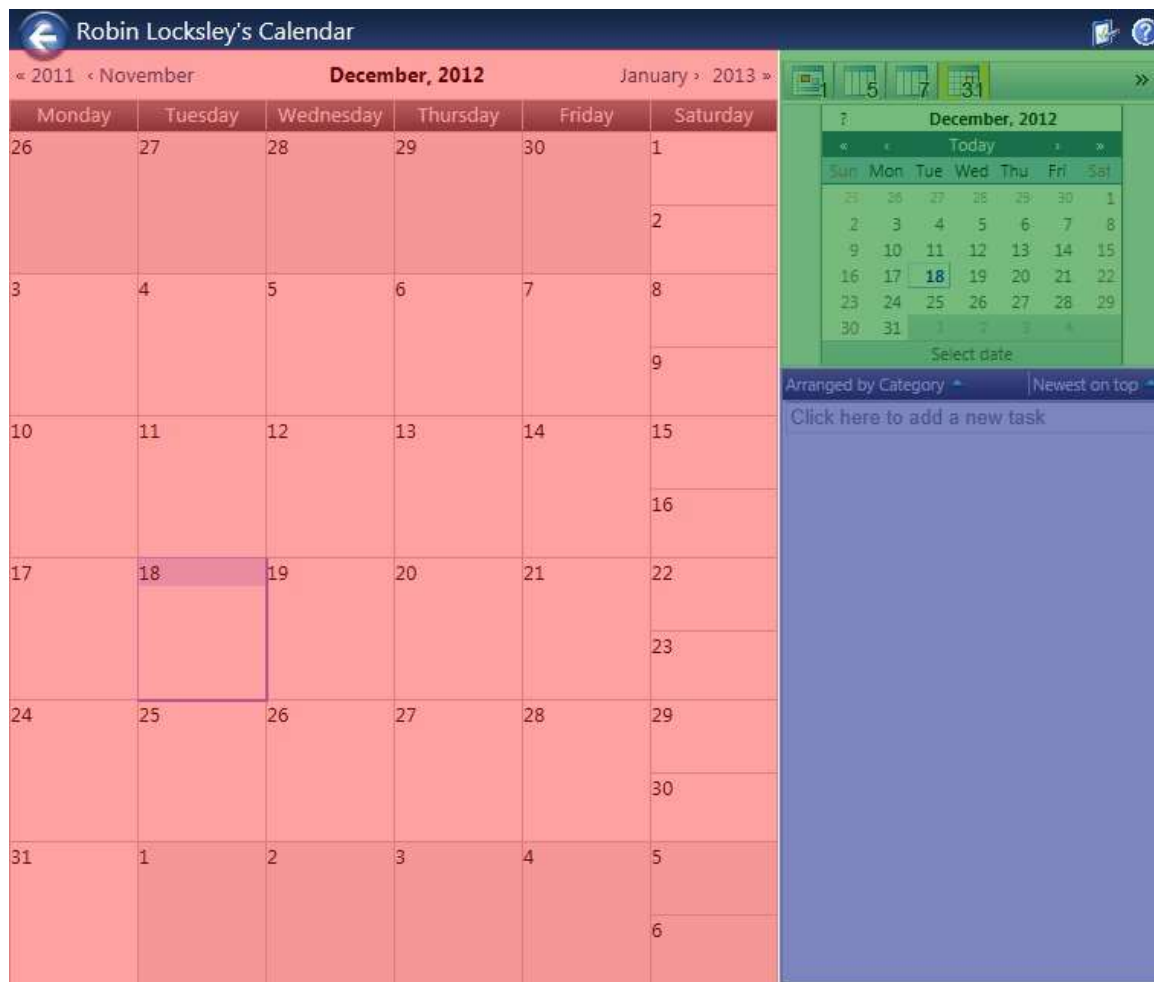 Robin Locksley's Calendar
« 2011 ‹ November December, 2012 January › 2013 »
Monday Tuesday Wednesday Thursday Friday Saturday
26 27 28 29 30 1
2
3 4 5 6 7 8
9
10 11 12 13 14 15
16
17 18 19 20 21 22
23
24 25 26 27 28 29
30
31 1 2 3 4 5
6
1 5 7 31 »
? December, 2012
« ‹ Today › »
Sun Mon Tue Wed Thu Fri Sat
25 26 27 28 29 30 1
2 3 4 5 6 7 8
9 10 11 12 13 14 15
16 17 18 19 20 21 22
23 24 25 26 27 28 29
30 31 1 2 3 4
Select date
Arranged by Category Newest on top
Click here to add a new task